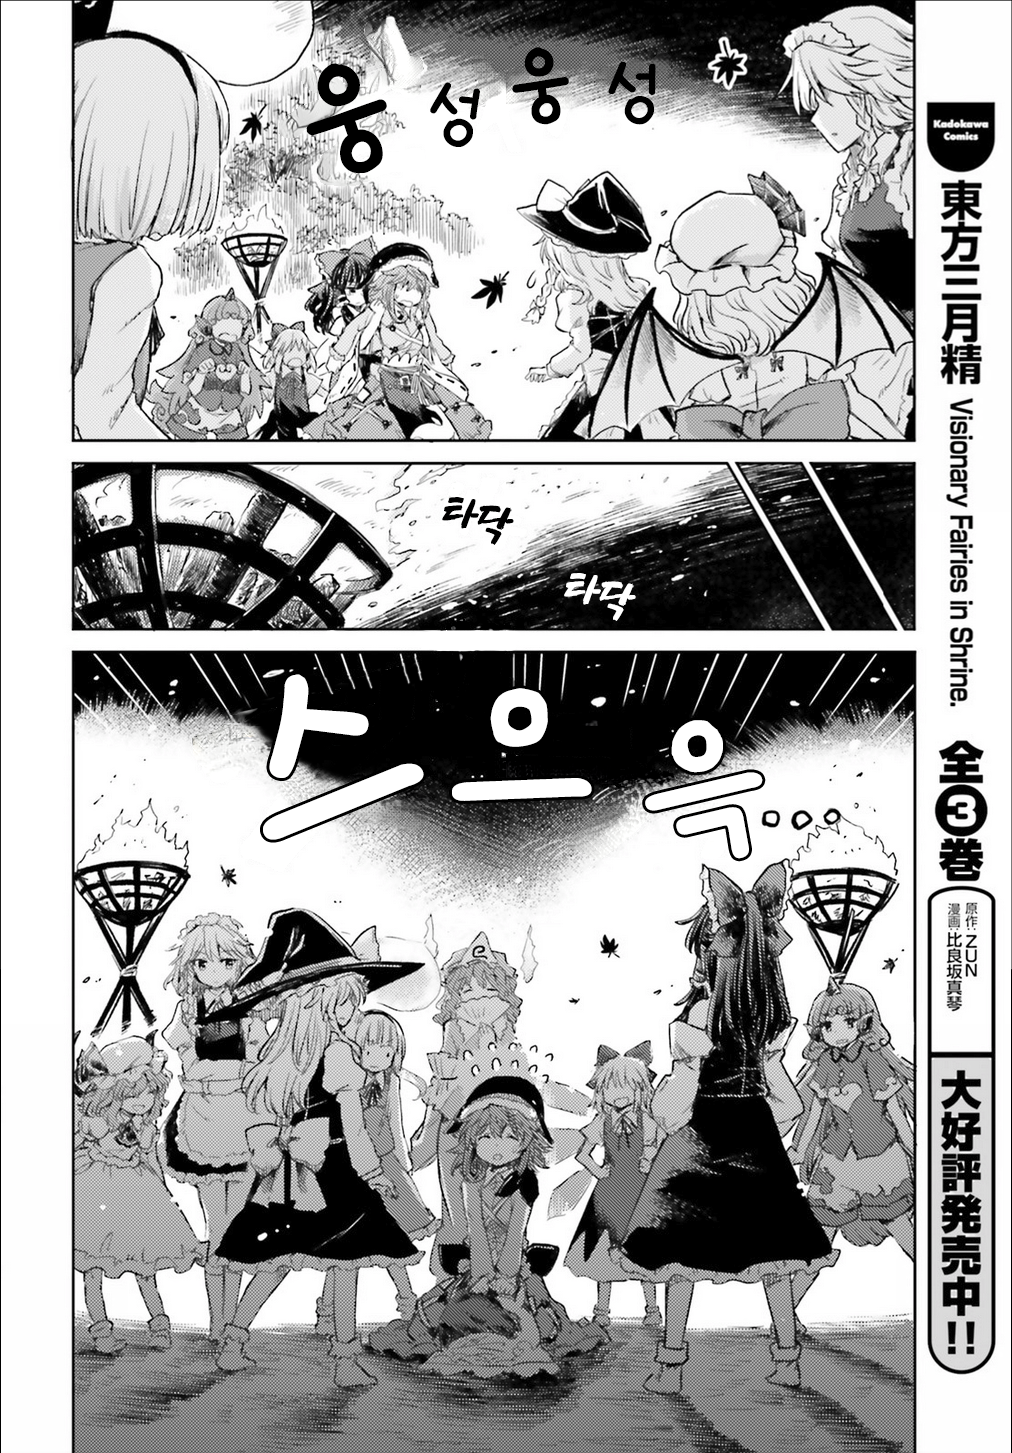 웅성웅성
타닥
타닥
스으윽...
Kadokawa
Comics
東方三月精 Visionary Fairies in Shrine.
全3巻
原作:ZUN
漫画:比良坂真琴
大好評発売中!!